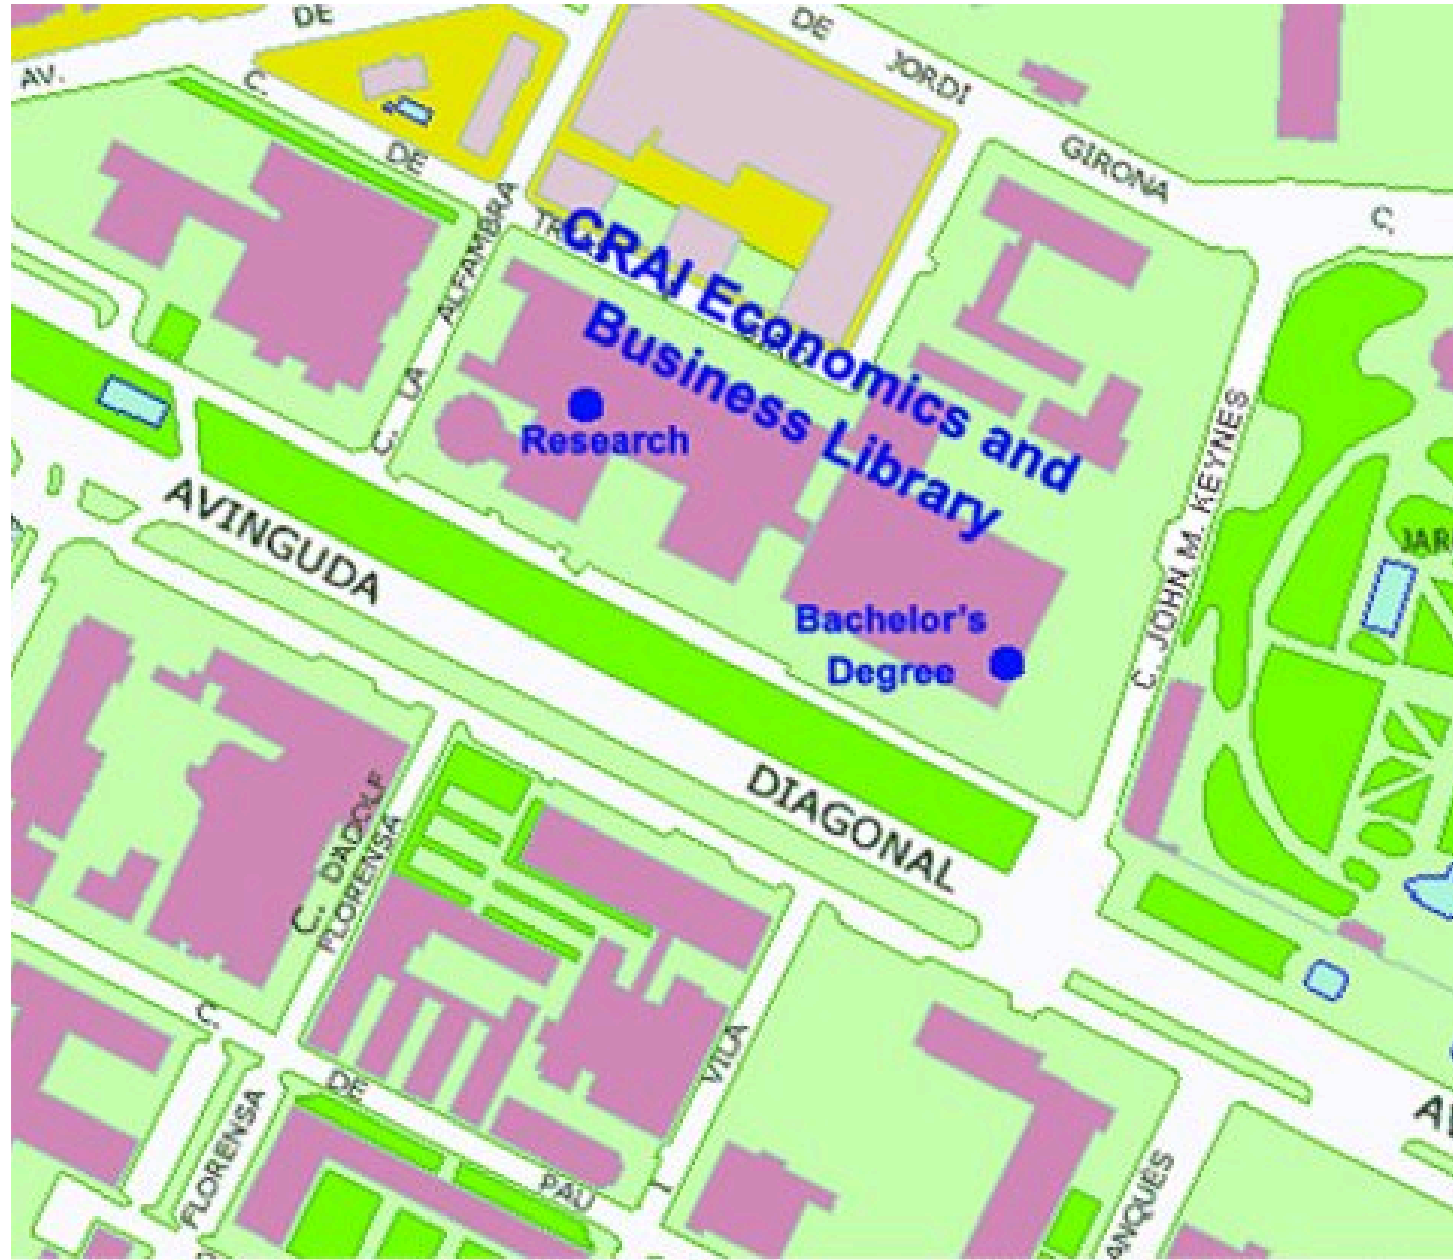 DE
AV.
C.
DE
DE
JORDI
GIRONA
C.
C. LA ALFAMBRA
CRAI Economics and
Business Library
Research
Bachelor's
Degree
C. JOHN M. KEYNES
AVINGUDA
DIAGONAL
C. DADOLF
FLORENSA
C.
DE
PAU
I
VILA
FLORENSA